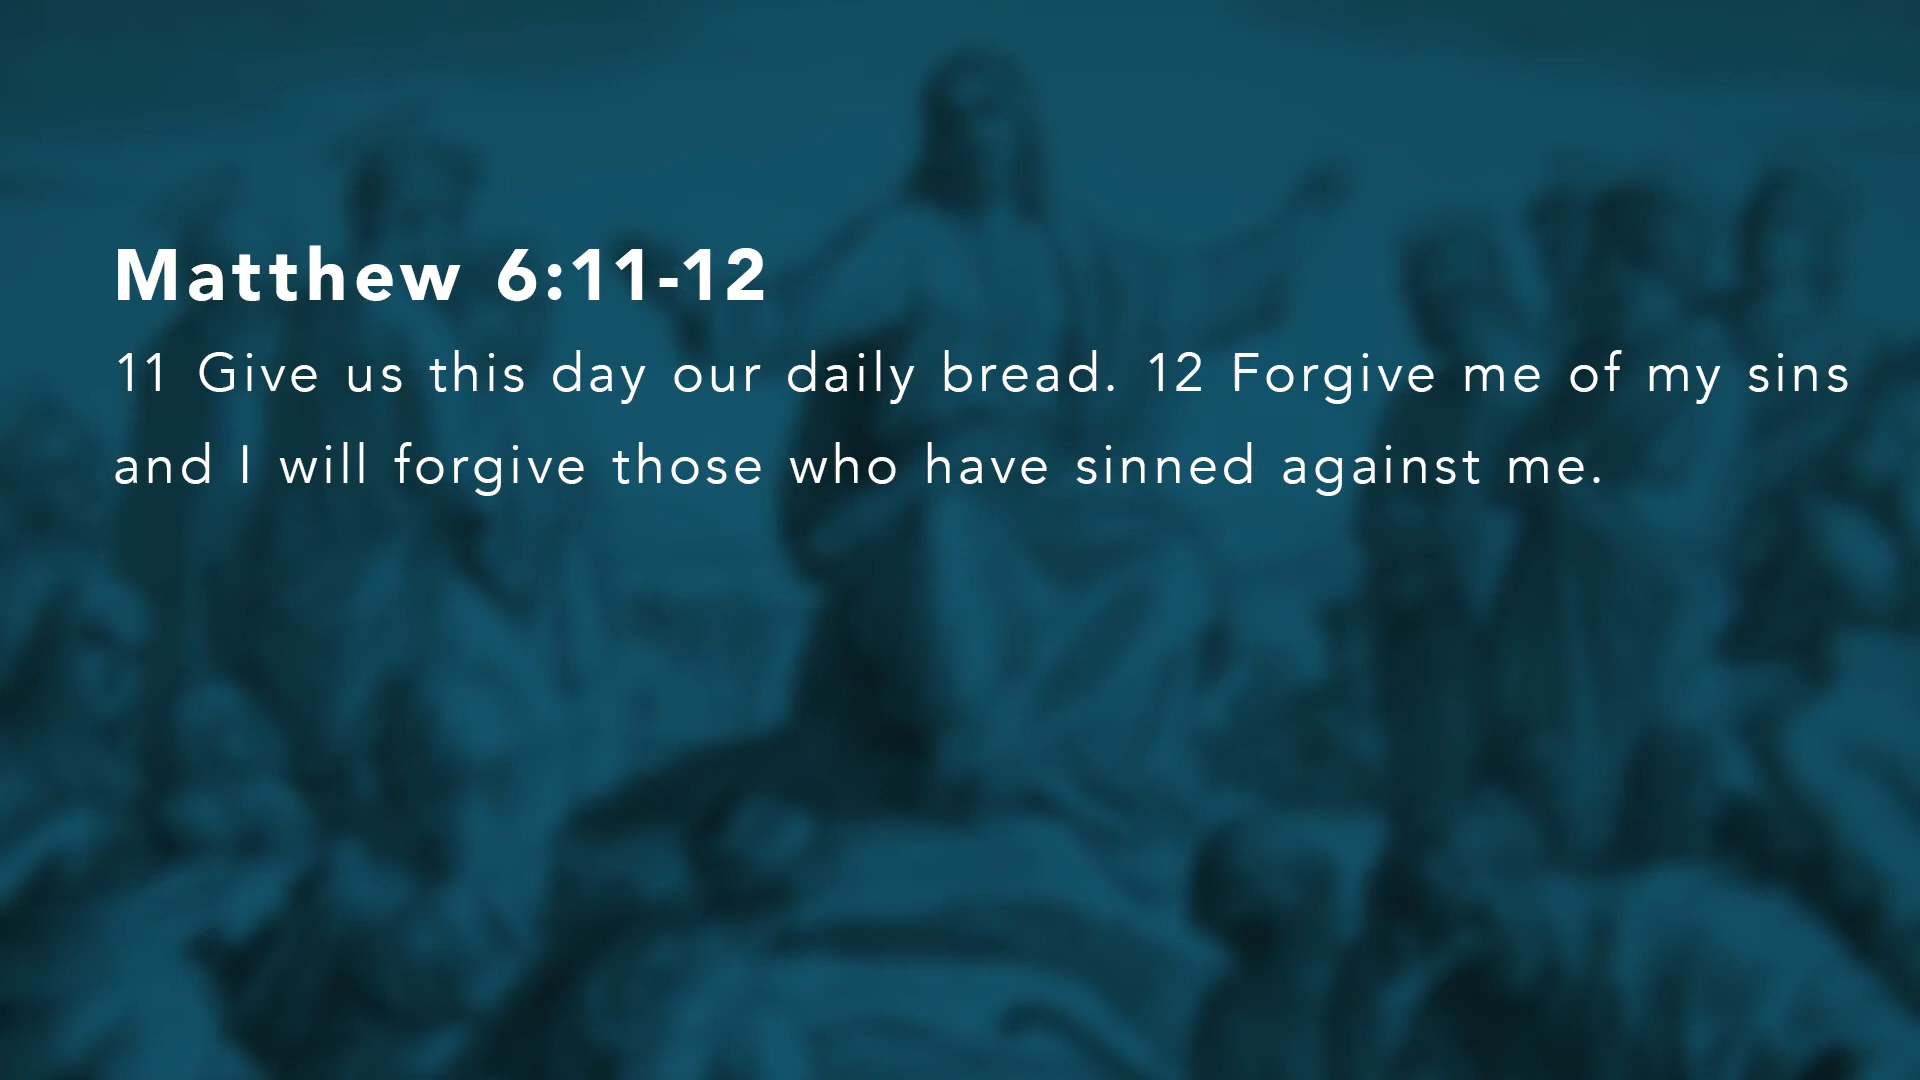 Matthew 6:11-12
11 Give us this day our daily bread. 12 Forgive me of my sins
and I will forgive those who have sinned against me.